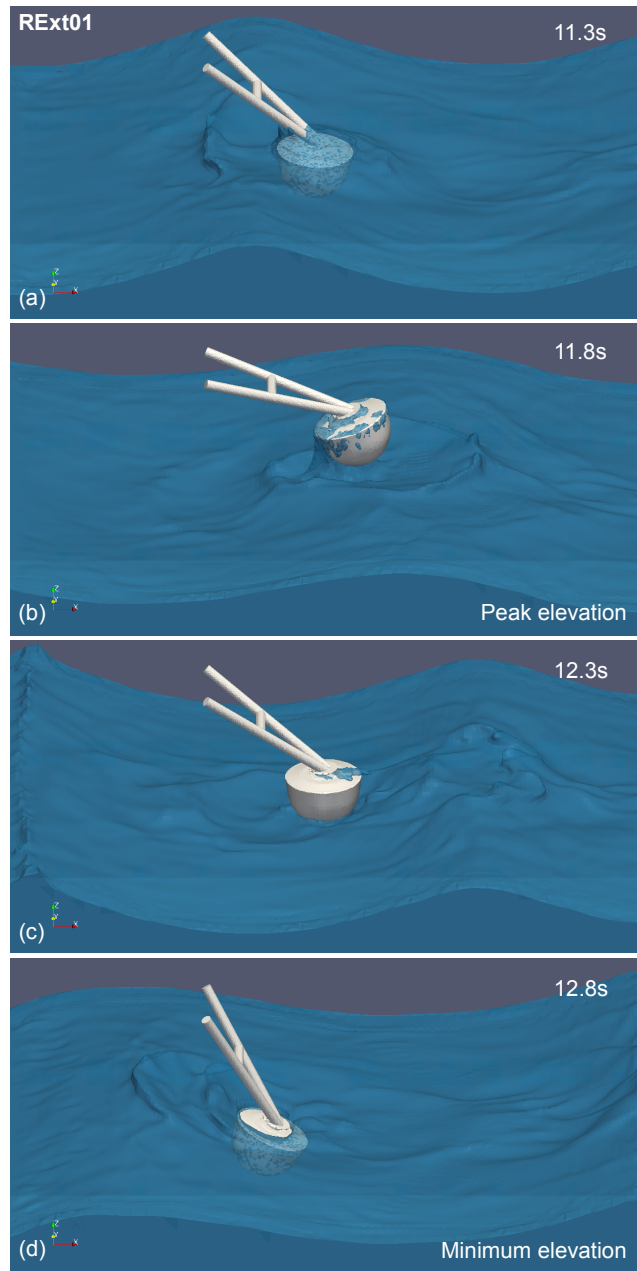 RExt01
11.3s
Z
Y
X
(a)
11.8s
Z
Y
X
(b)
Peak elevation
12.3s
Z
Y
X
(c)
12.8s
Z
Y
X
(d)
Minimum elevation